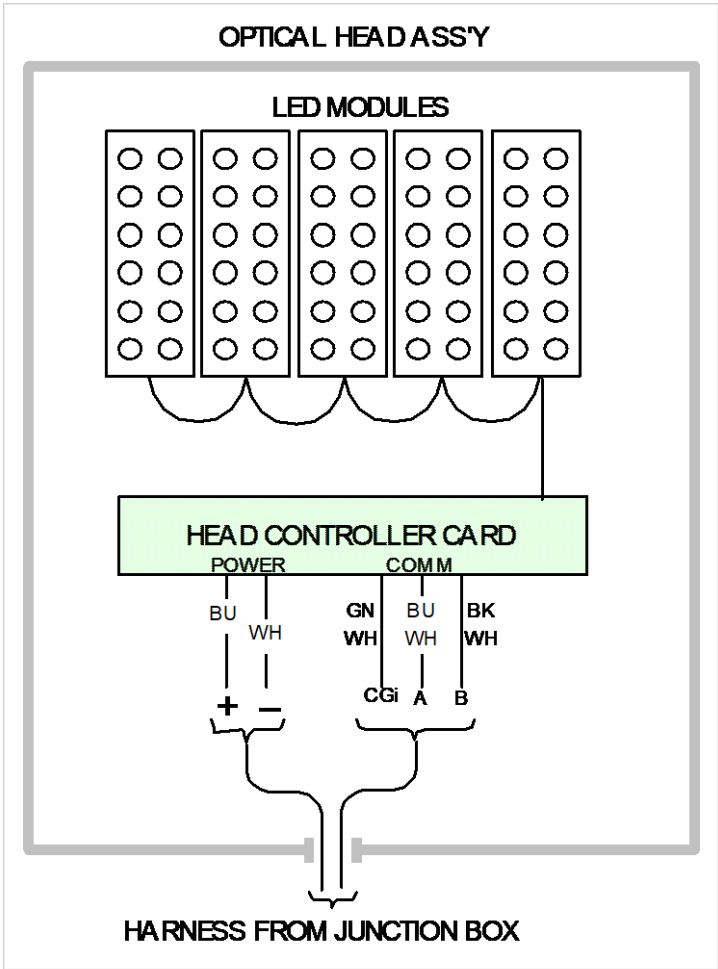 OPTICAL HEAD ASS'Y
LED MODULES
HEAD CONTROLLER CARD
POWER COMM
BU WH GN WH BU WH BK WH
+ – CGi A B
HARNESS FROM JUNCTION BOX